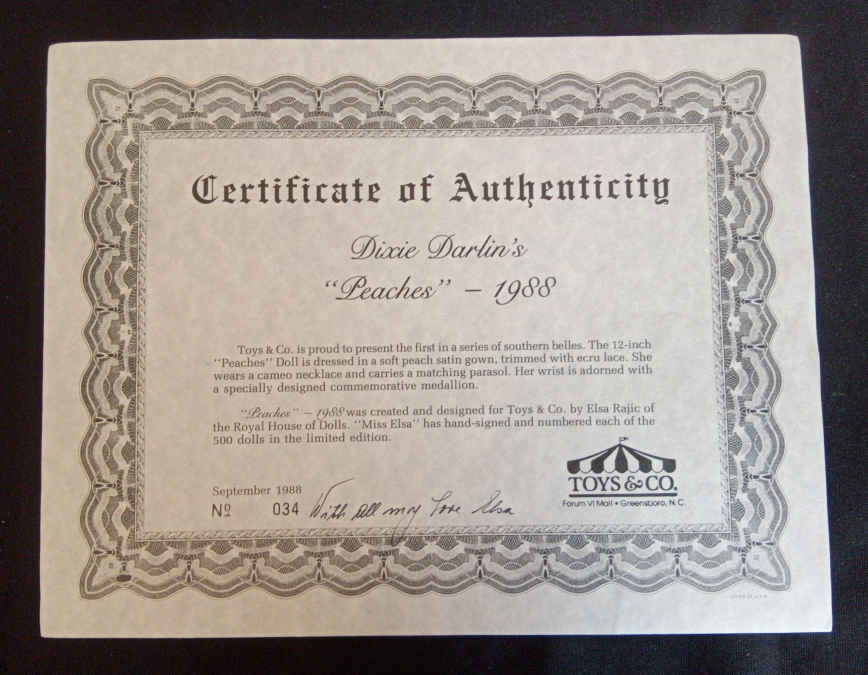 Certificate of Authenticity
Dixie Darlin's
"Peaches" – 1988
Toys & Co. is proud to present the first in a series of southern belles. The 12-inch
"Peaches" Doll is dressed in a soft peach satin gown, trimmed with ecru lace. She
wears a cameo necklace and carries a matching parasol. Her wrist is adorned with
a specially designed commemorative medallion.
"Peaches" – 1988 was created and designed for Toys & Co. by Elsa Rajic of
the Royal House of Dolls. "Miss Elsa" has hand-signed and numbered each of the
500 dolls in the limited edition.
TOYS & CO.
Forum VI Mall • Greensboro, N.C.
September 1988
Nº 034 With All my Love Elsa